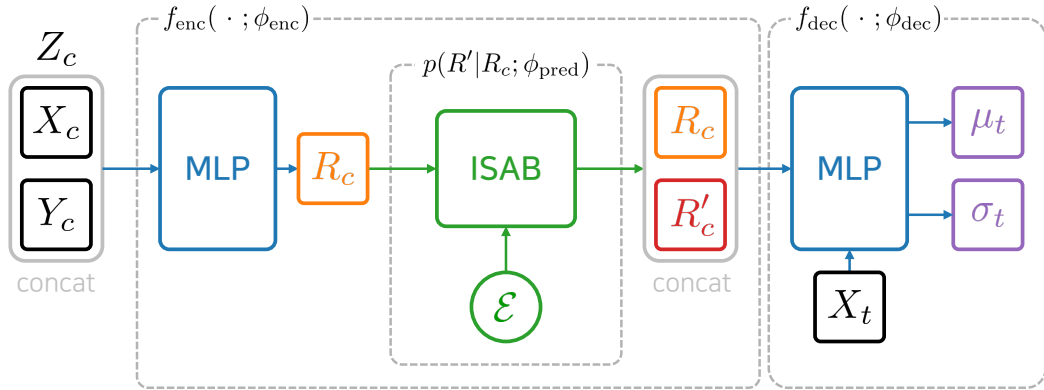 f_enc( · ; ϕ_enc)
f_dec( · ; ϕ_dec)
Z_c
p(R′|R_c; ϕ_pred)
X_c
Y_c
concat
MLP
R_c
ISAB
ℰ
R_c
R′_c
concat
MLP
X_t
μ_t
σ_t